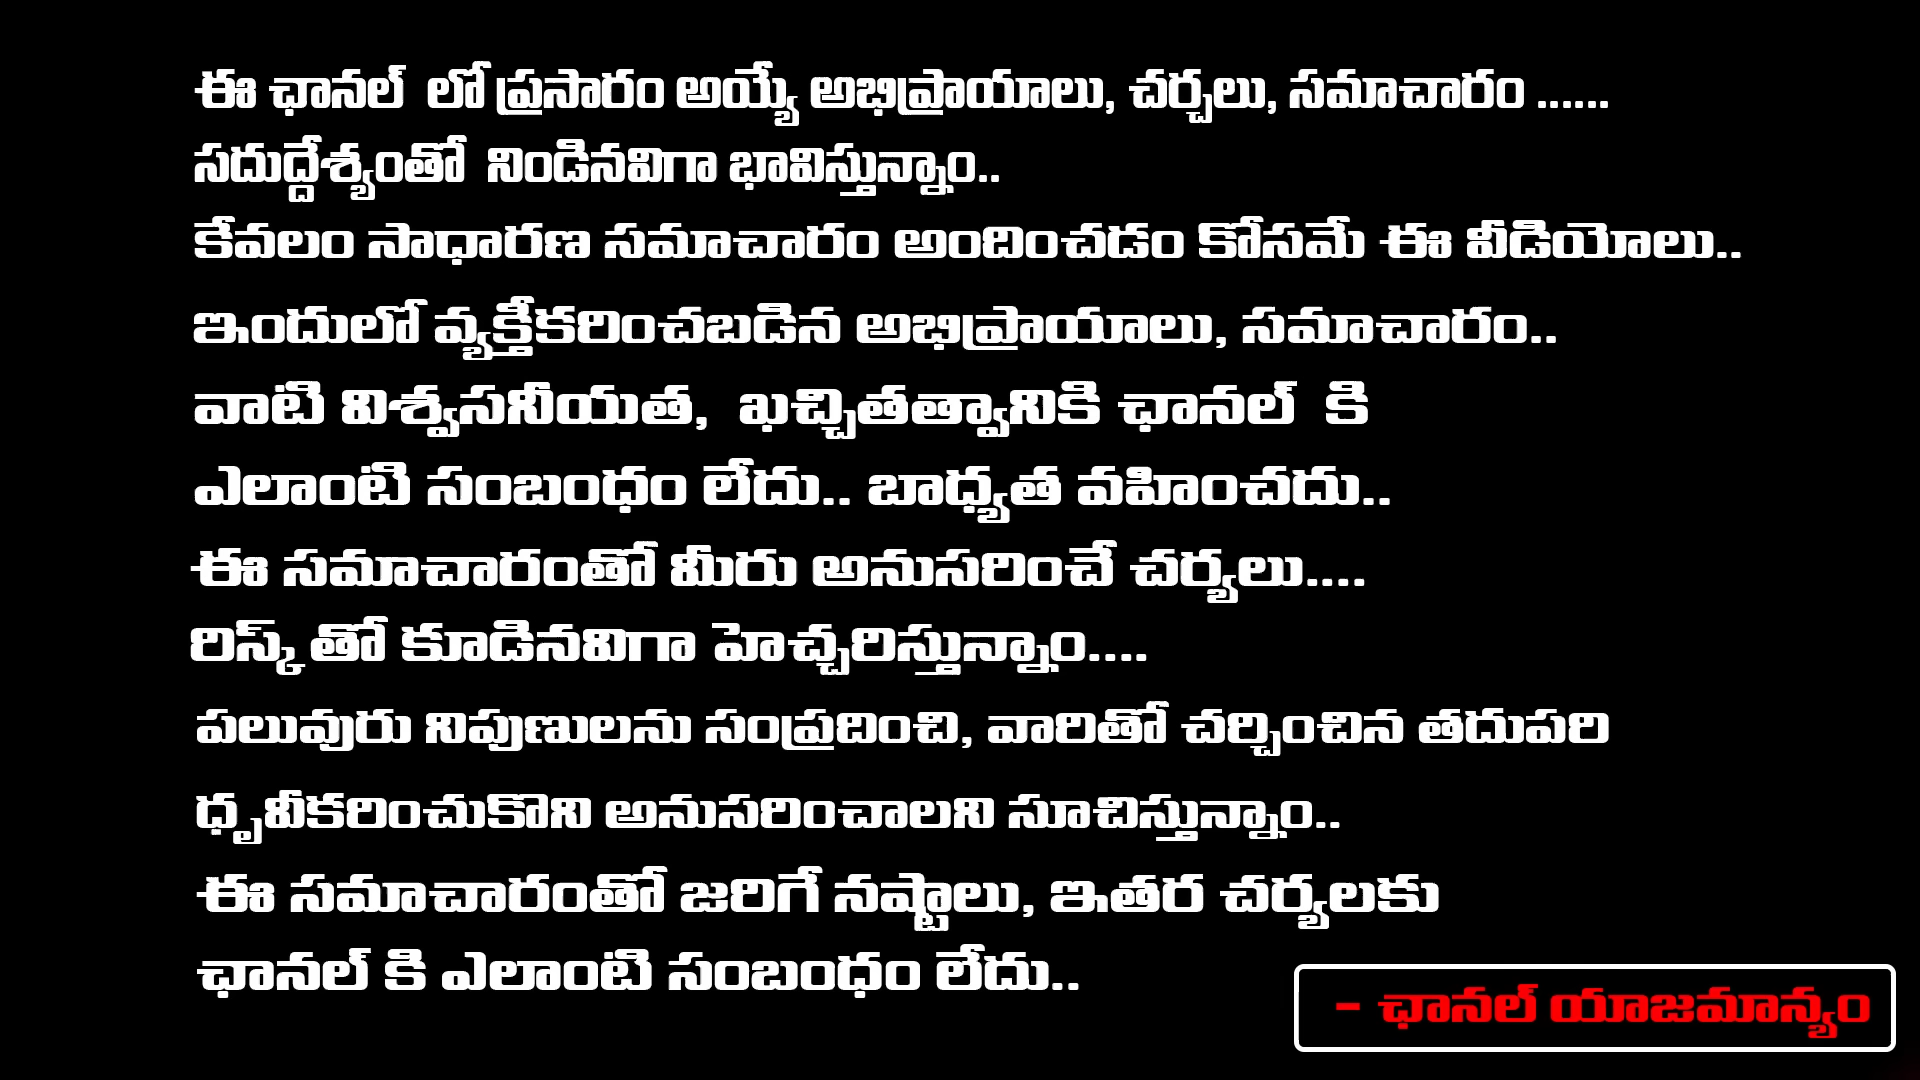 ఈ ఛానల్ లో ప్రసారం అయ్యే అభిప్రాయాలు, చర్చలు, సమాచారం ......
సదుద్దేశ్యంతో నిండినవిగా భావిస్తున్నాం..
కేవలం సాధారణ సమాచారం అందించడం కోసమే ఈ వీడియోలు..
ఇందులో వ్యక్తీకరించబడిన అభిప్రాయాలు, సమాచారం..
వాటి విశ్వసనీయత, ఖచ్చితత్వానికి ఛానల్ కి
ఎలాంటి సంబంధం లేదు.. బాధ్యత వహించదు..
ఈ సమాచారంతో మీరు అనుసరించే చర్యలు....
రిస్క్ తో కూడినవిగా హెచ్చరిస్తున్నాం....
పలువురు నిపుణులను సంప్రదించి, వారితో చర్చించిన తదుపరి
ధృవీకరించుకొని అనుసరించాలని సూచిస్తున్నాం..
ఈ సమాచారంతో జరిగే నష్టాలు, ఇతర చర్యలకు
ఛానల్ కి ఎలాంటి సంబంధం లేదు..
- ఛానల్ యాజమాన్యం